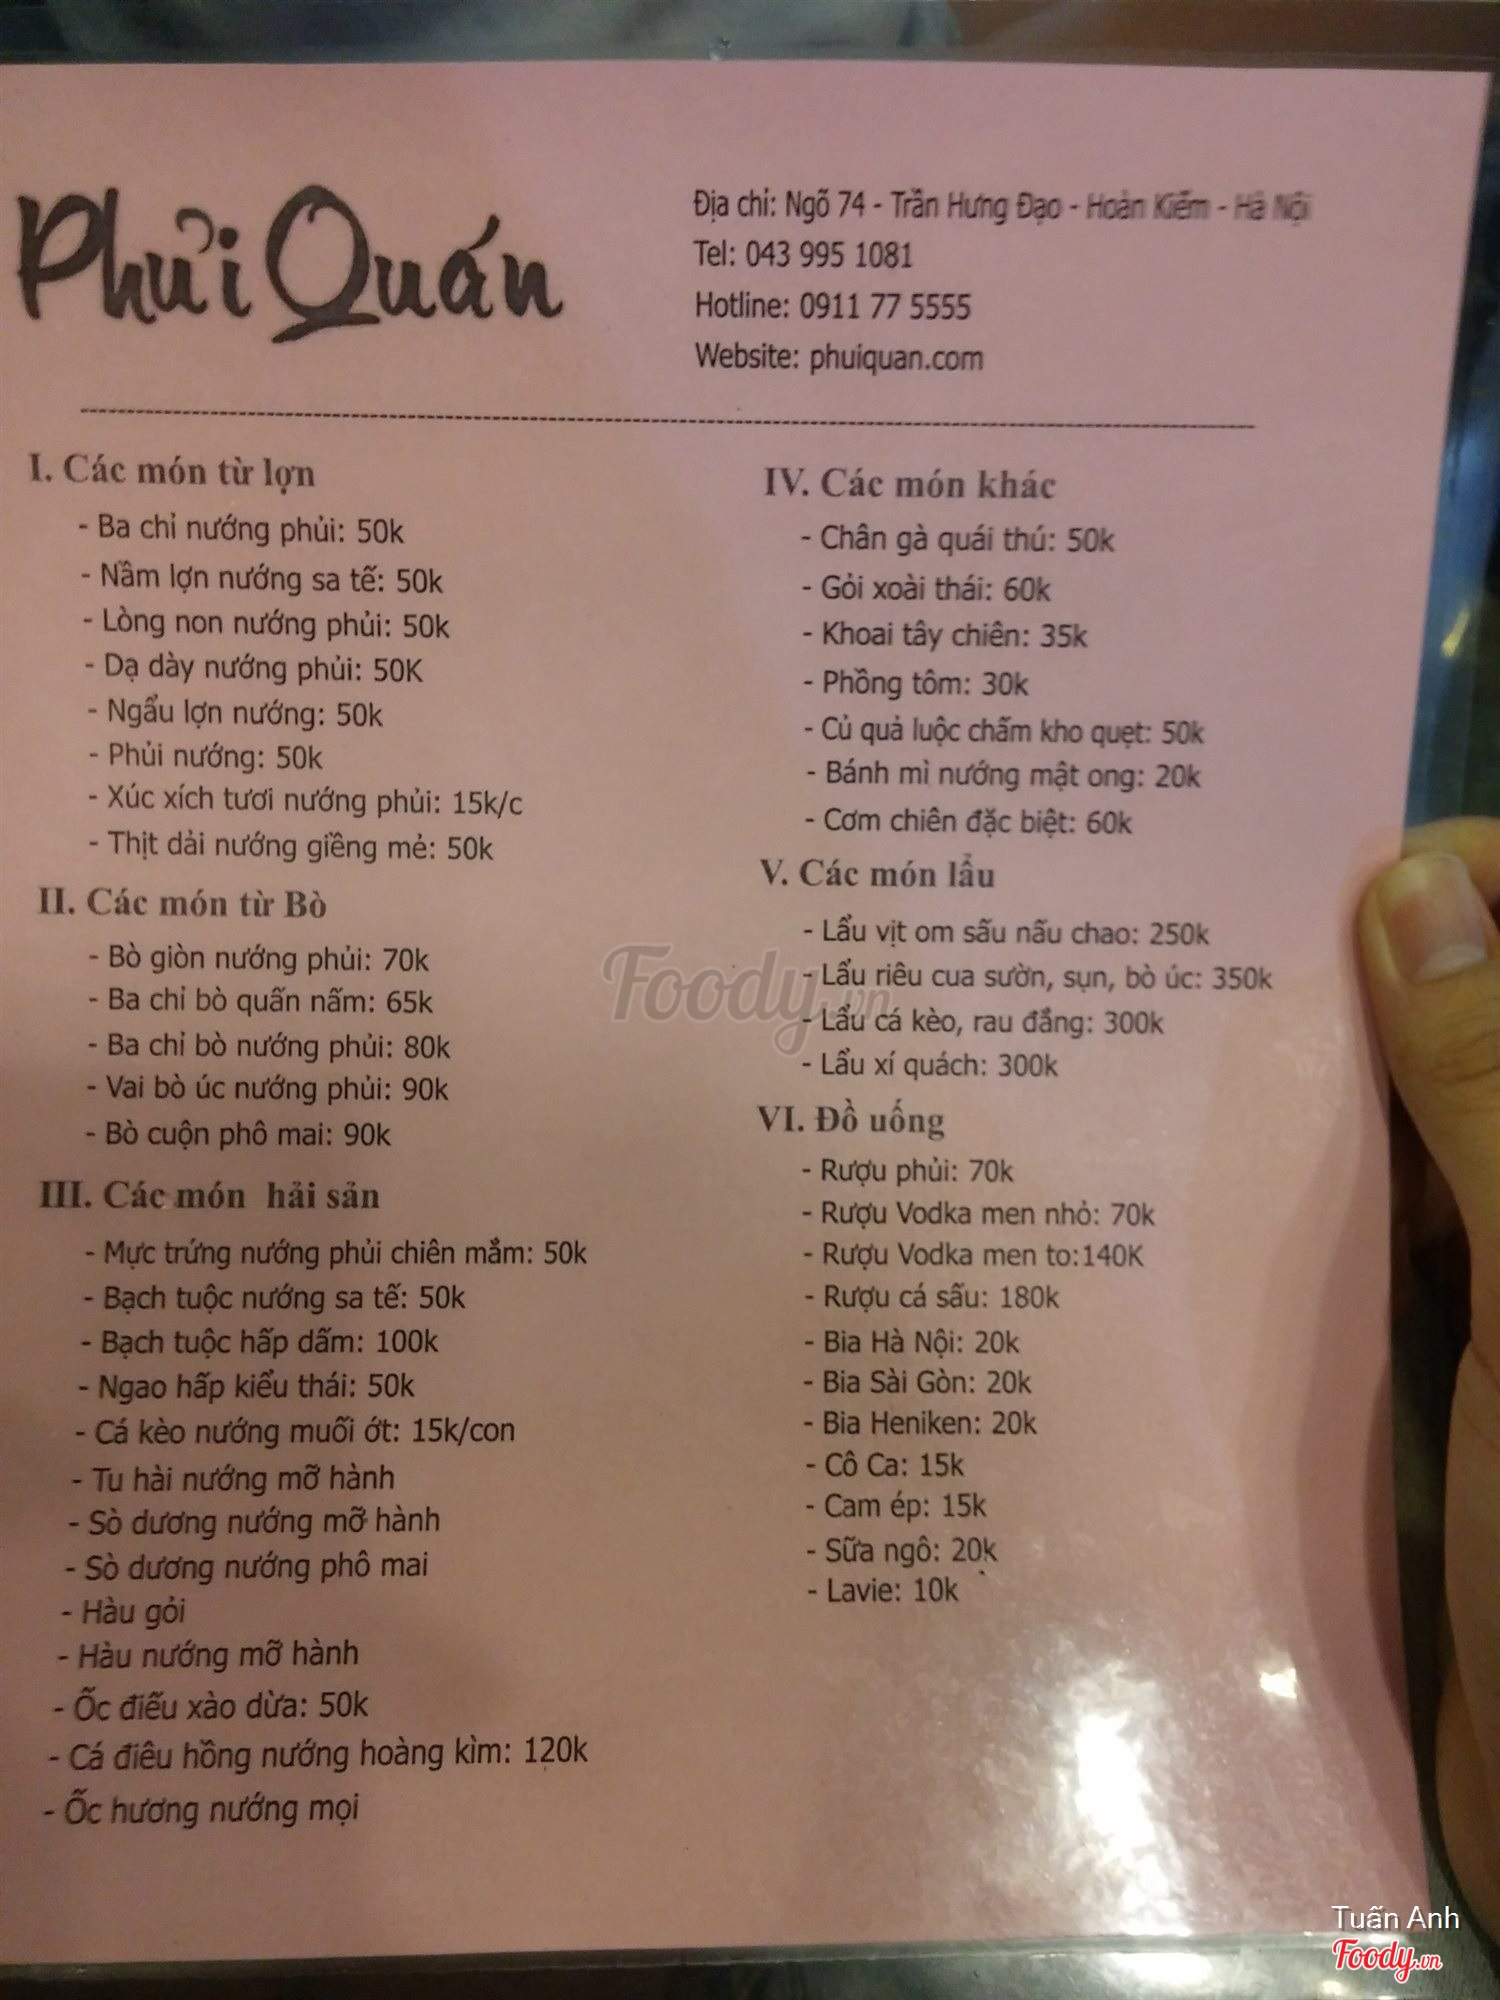 Phủi Quán
Địa chỉ: Ngõ 74 - Trần Hưng Đạo - Hoàn Kiếm - Hà Nội
Tel: 043 995 1081
Hotline: 0911 77 5555
Website: phuiquan.com
I. Các món từ lợn
- Ba chỉ nướng phủi: 50k
- Nầm lợn nướng sa tế: 50k
- Lòng non nướng phủi: 50k
- Dạ dày nướng phủi: 50K
- Ngẩu lợn nướng: 50k
- Phủi nướng: 50k
- Xúc xích tươi nướng phủi: 15k/c
- Thịt dải nướng giềng mẻ: 50k
II. Các món từ Bò
- Bò giòn nướng phủi: 70k
- Ba chỉ bò quấn nấm: 65k
- Ba chỉ bò nướng phủi: 80k
- Vai bò úc nướng phủi: 90k
- Bò cuộn phô mai: 90k
III. Các món hải sản
- Mực trứng nướng phủi chiên mắm: 50k
- Bạch tuộc nướng sa tế: 50k
- Bạch tuộc hấp dấm: 100k
- Ngao hấp kiểu thái: 50k
- Cá kèo nướng muối ớt: 15k/con
- Tu hài nướng mỡ hành
- Sò dương nướng mỡ hành
- Sò dương nướng phô mai
- Hàu gỏi
- Hàu nướng mỡ hành
- Ốc điếu xào dừa: 50k
- Cá điêu hồng nướng hoàng kìm: 120k
- Ốc hương nướng mọi
IV. Các món khác
- Chân gà quái thú: 50k
- Gỏi xoài thái: 60k
- Khoai tây chiên: 35k
- Phồng tôm: 30k
- Củ quả luộc chấm kho quẹt: 50k
- Bánh mì nướng mật ong: 20k
- Cơm chiên đặc biệt: 60k
V. Các món lẩu
- Lẩu vịt om sấu nấu chao: 250k
- Lẩu riêu cua sườn, sụn, bò úc: 350k
- Lẩu cá kèo, rau đắng: 300k
- Lẩu xí quách: 300k
VI. Đồ uống
- Rượu phủi: 70k
- Rượu Vodka men nhỏ: 70k
- Rượu Vodka men to:140K
- Rượu cá sấu: 180k
- Bia Hà Nội: 20k
- Bia Sài Gòn: 20k
- Bia Heniken: 20k
- Cô Ca: 15k
- Cam ép: 15k
- Sữa ngô: 20k
- Lavie: 10k
Foody.vn
Tuấn Anh
Foody.vn